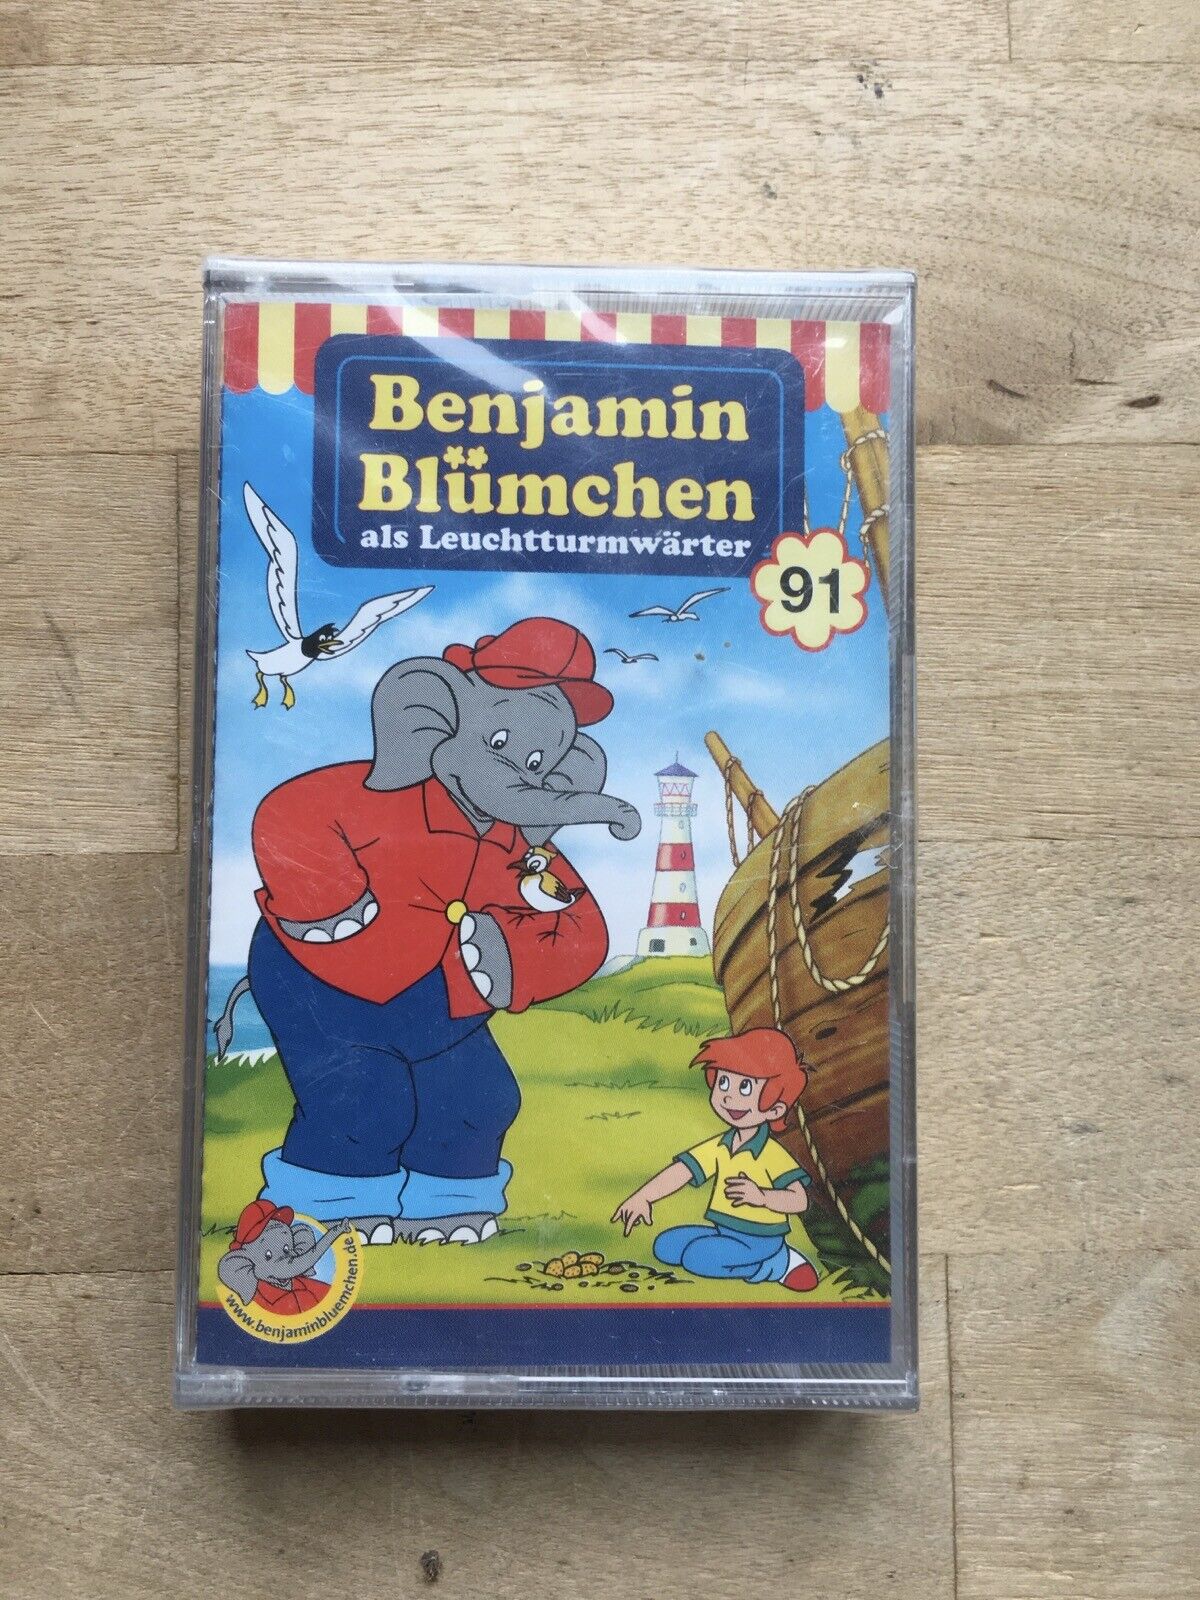 Benjamin
Blümchen
als Leuchtturmwärter
91
www.benjaminbluemchen.de